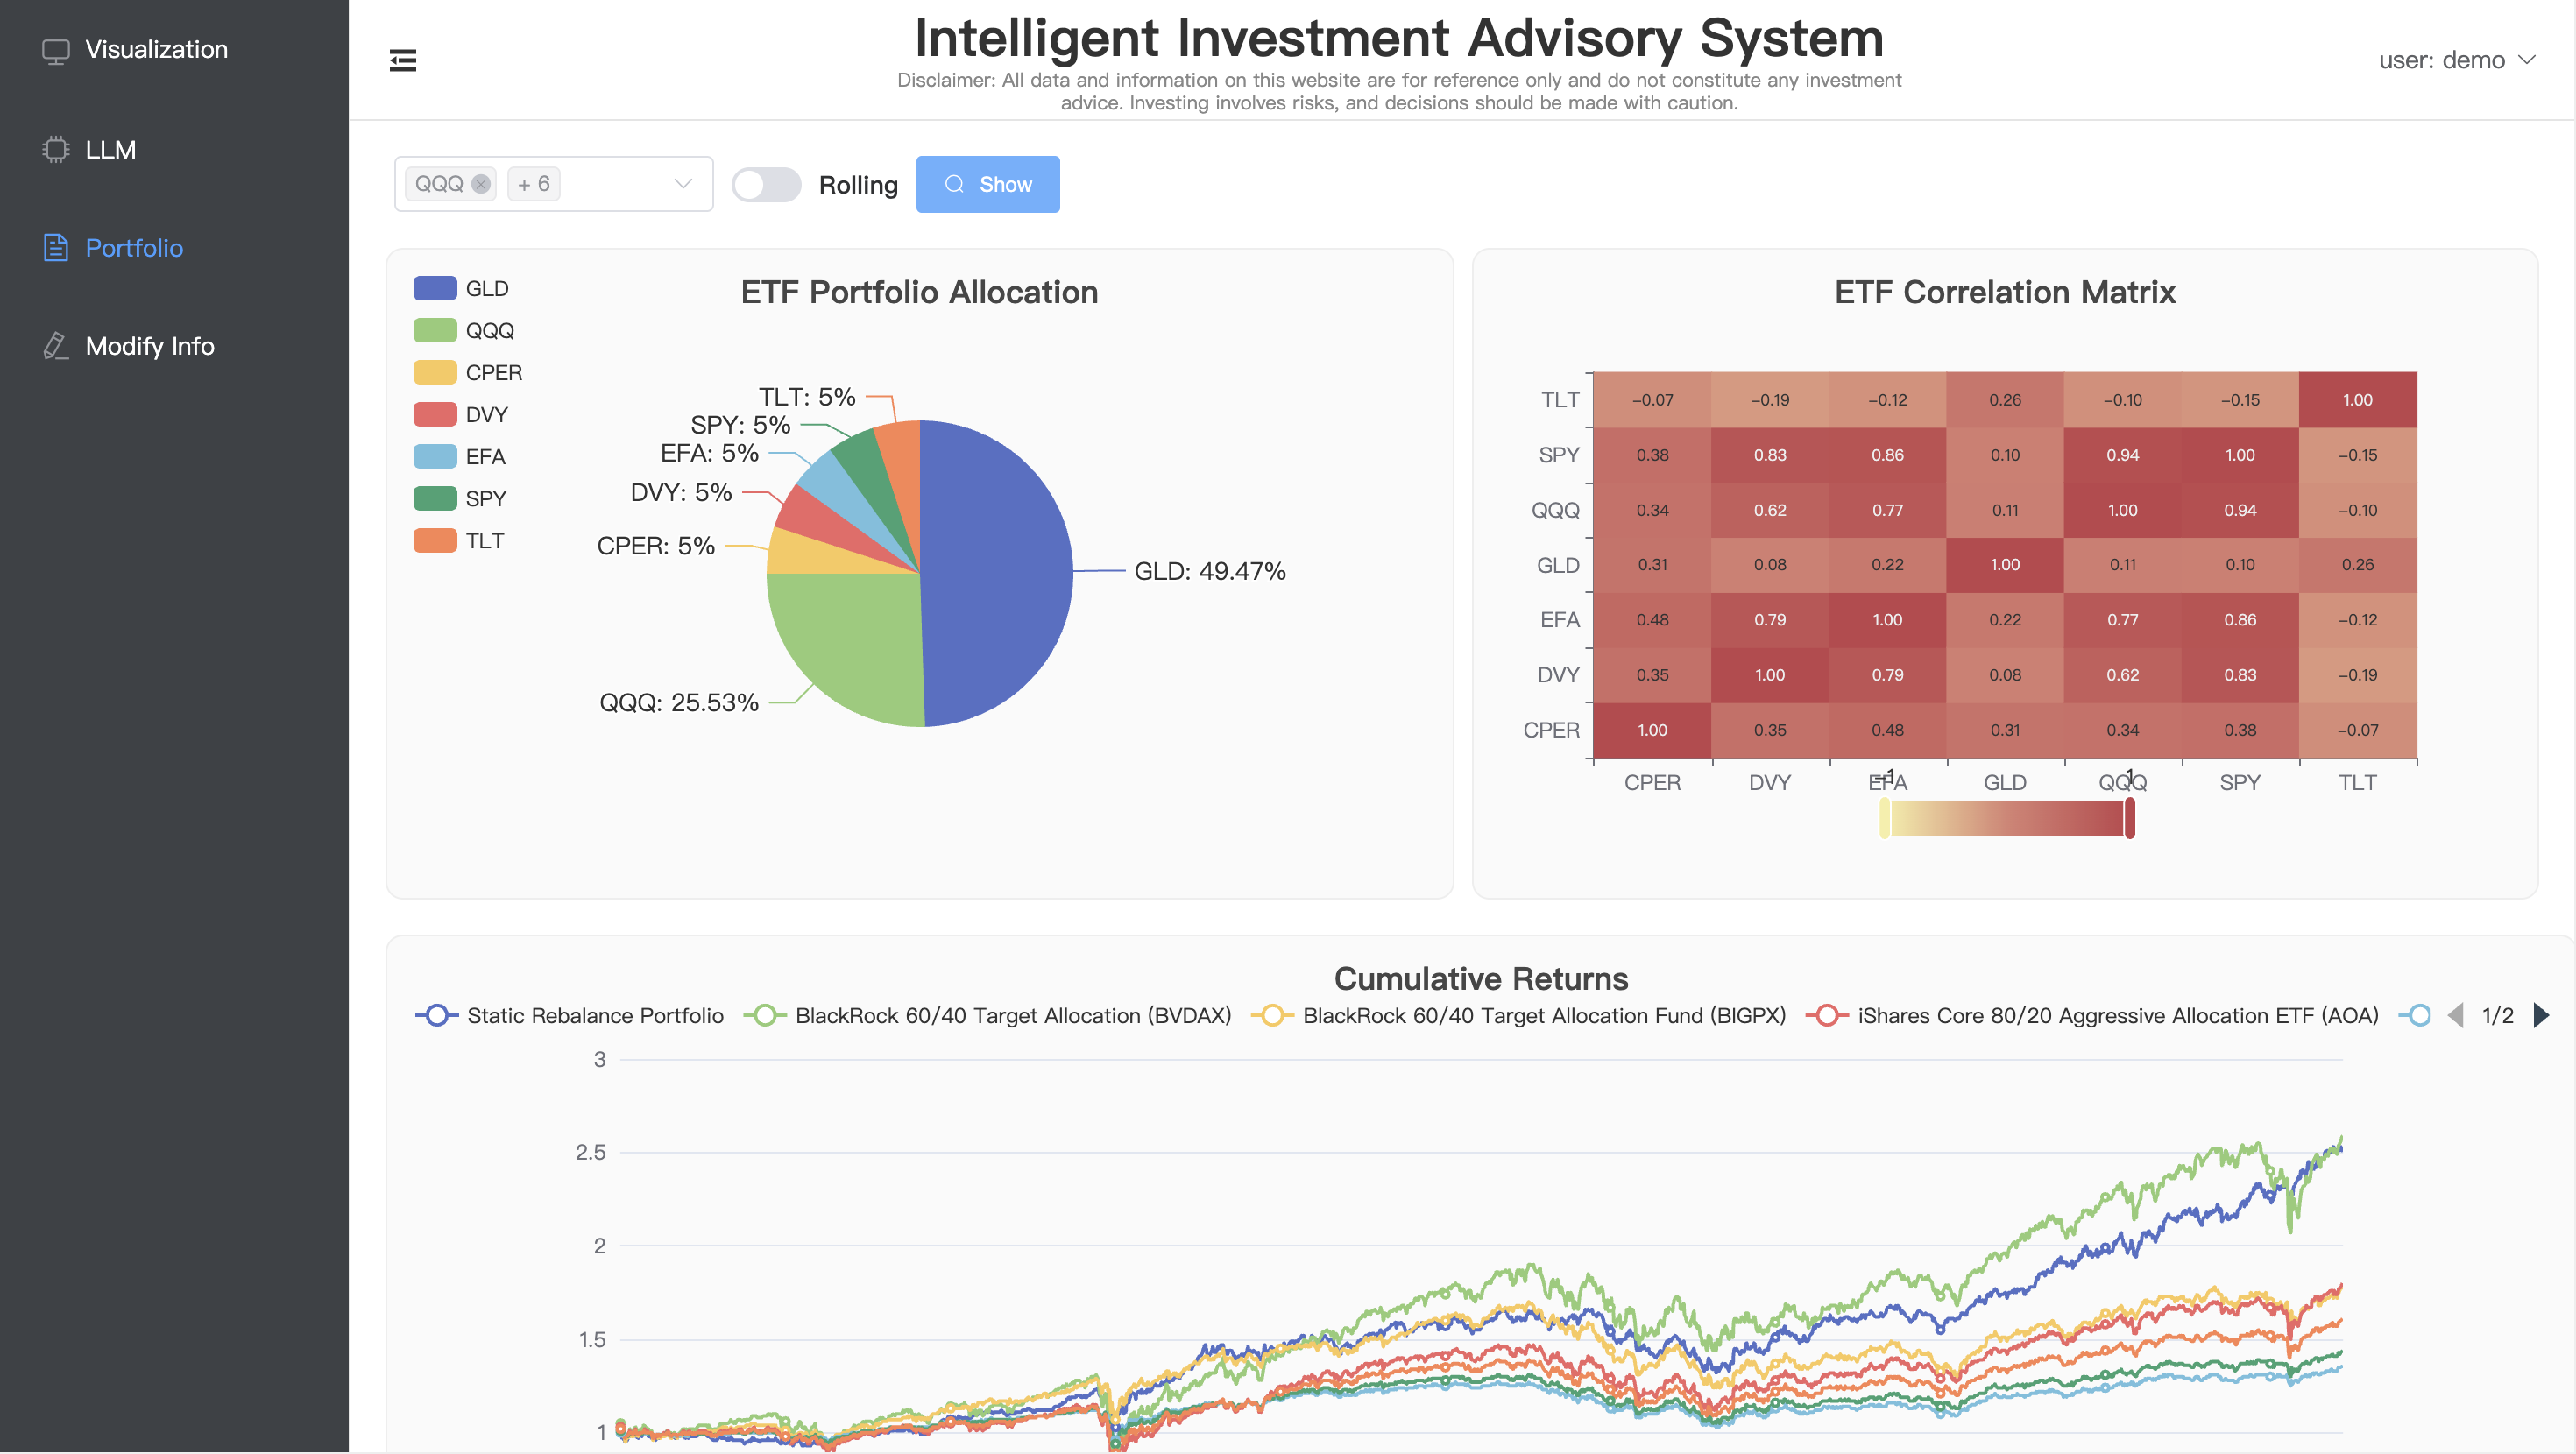 Visualization
LLM
Portfolio
Modify Info
Intelligent Investment Advisory System
Disclaimer: All data and information on this website are for reference only and do not constitute any investment
advice. Investing involves risks, and decisions should be made with caution.
user: demo
QQQ + 6
Rolling
Show
ETF Portfolio Allocation
GLD
QQQ
CPER
DVY
EFA
SPY
TLT
TLT: 5%
SPY: 5%
EFA: 5%
DVY: 5%
CPER: 5%
GLD: 49.47%
QQQ: 25.53%
ETF Correlation Matrix
TLT −0.07 −0.19 −0.12 0.26 −0.10 −0.15 1.00
SPY 0.38 0.83 0.86 0.10 0.94 1.00 −0.15
QQQ 0.34 0.62 0.77 0.11 1.00 0.94 −0.10
GLD 0.31 0.08 0.22 1.00 0.11 0.10 0.26
EFA 0.48 0.79 1.00 0.22 0.77 0.86 −0.12
DVY 0.35 1.00 0.79 0.08 0.62 0.83 −0.19
CPER 1.00 0.35 0.48 0.31 0.34 0.38 −0.07
CPER DVY EFA GLD QQQ SPY TLT
−1 1
Cumulative Returns
Static Rebalance Portfolio BlackRock 60/40 Target Allocation (BVDAX) BlackRock 60/40 Target Allocation Fund (BIGPX) iShares Core 80/20 Aggressive Allocation ETF (AOA) 1/2
3
2.5
2
1.5
1